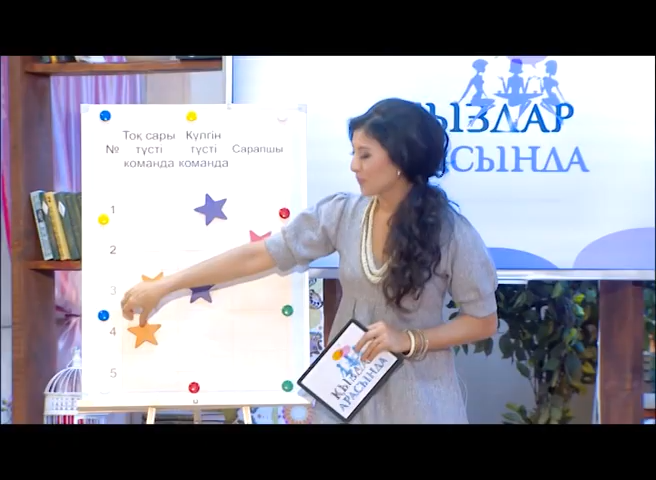 Тоқ сары Күлгін
№ түсті түсті Сарапшы
команда команда
1
2
3
4
5
ҚЫЗДАР
АРАСЫНДА
ҚЫЗДАР
АРАСЫНДА